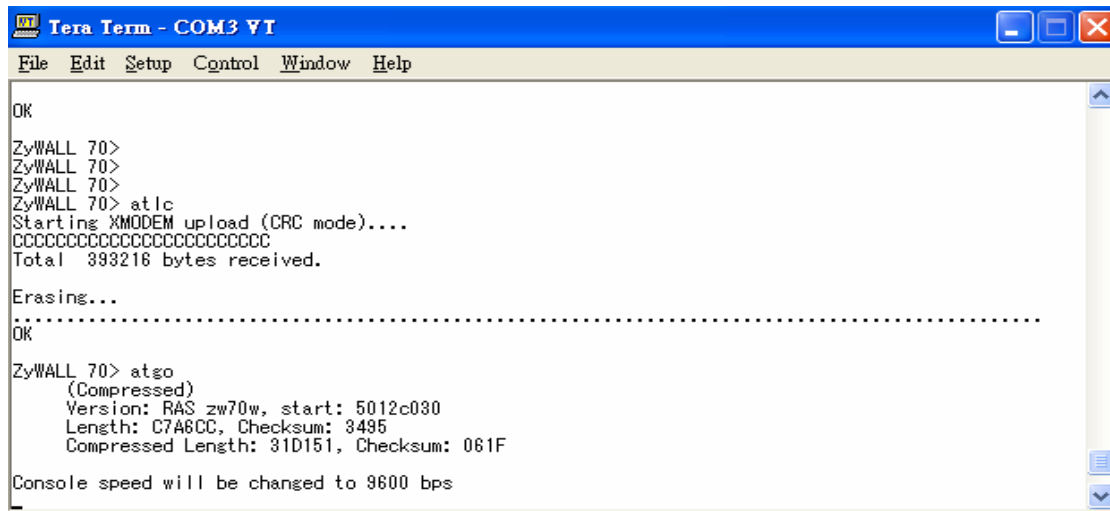 Tera Term - COM3 VT
File Edit Setup Control Window Help
OK
ZyWALL 70>
ZyWALL 70>
ZyWALL 70>
ZyWALL 70> atlc
Starting XMODEM upload (CRC mode)....
CCCCCCCCCCCCCCCCCCCCCCCC
Total 393216 bytes received.
Erasing...
................................................................................................
OK
ZyWALL 70> atgo
(Compressed)
Version: RAS zw70w, start: 5012c030
Length: C7A6CC, Checksum: 3495
Compressed Length: 31D151, Checksum: 061F
Console speed will be changed to 9600 bps